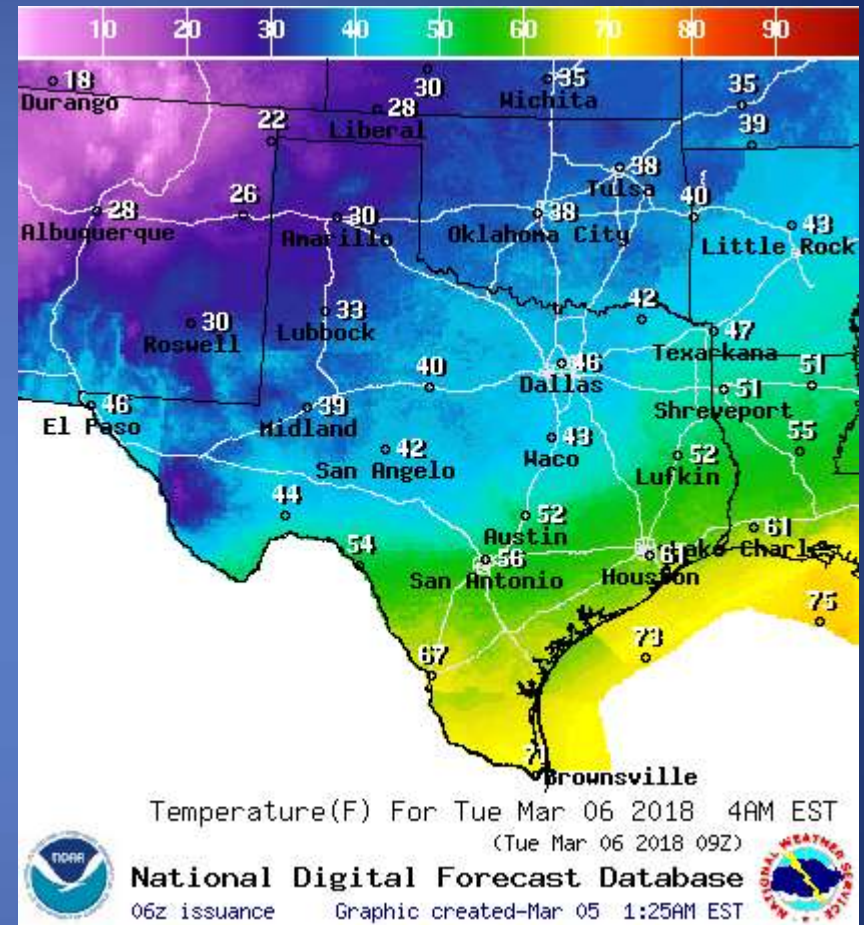 10 20 30 40 50 60 70 80 90
18
Durango
30
35
Wichita
35
28
Liberal
22
39
38
Tulsa
28
Albuquerque
26
30
Amarillo
38
Oklahoma City
40
43
Little Rock
30
Roswell
33
Lubbock
42
47
Texarkana
46
Dallas
40
51
Shreveport
51
46
El Paso
39
Midland
42
San Angelo
43
Waco
52
Lufkin
55
44
52
Austin
54
56
San Antonio
61
Houston
61
Lake Charles
75
73
67
71
Brownsville
Temperature(F) For Tue Mar 06 2018 4AM EST
(Tue Mar 06 2018 09Z)
National Digital Forecast Database
06z issuance Graphic created-Mar 05 1:25AM EST
NOAA
NATIONAL WEATHER SERVICE